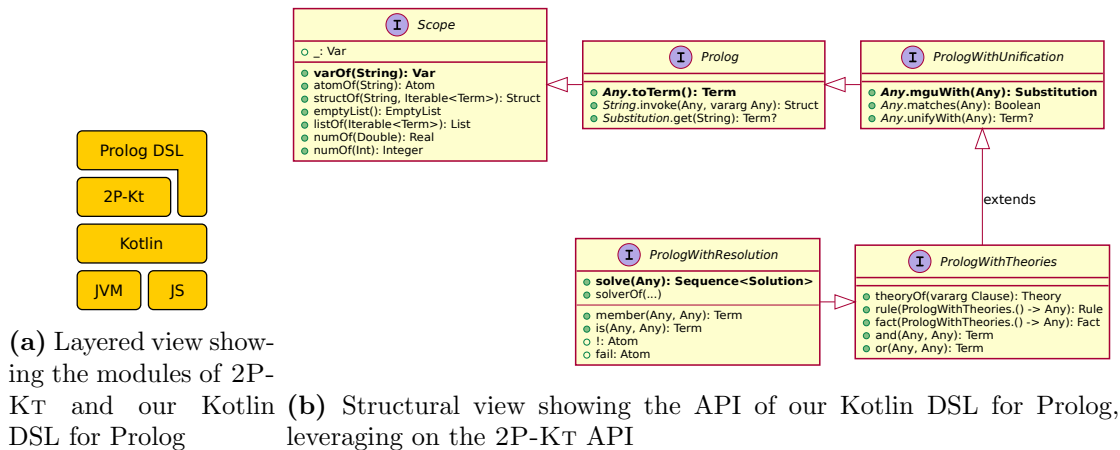 Prolog DSL
2P-Kt
Kotlin
JVM
JS
(a) Layered view show-
ing the modules of 2P-
KT and our Kotlin
DSL for Prolog
I Scope
_: Var
varOf(String): Var
atomOf(String): Atom
structOf(String, Iterable<Term>): Struct
emptyList(): EmptyList
listOf(Iterable<Term>): List
numOf(Double): Real
numOf(Int): Integer
I Prolog
Any.toTerm(): Term
String.invoke(Any, vararg Any): Struct
Substitution.get(String): Term?
I PrologWithUnification
Any.mguWith(Any): Substitution
Any.matches(Any): Boolean
Any.unifyWith(Any): Term?
extends
I PrologWithResolution
solve(Any): Sequence<Solution>
solverOf(...)
member(Any, Any): Term
is(Any, Any): Term
!: Atom
fail: Atom
I PrologWithTheories
theoryOf(vararg Clause): Theory
rule(PrologWithTheories.() -> Any): Rule
fact(PrologWithTheories.() -> Any): Fact
and(Any, Any): Term
or(Any, Any): Term
(b) Structural view showing the API of our Kotlin DSL for Prolog,
leveraging on the 2P-KT API